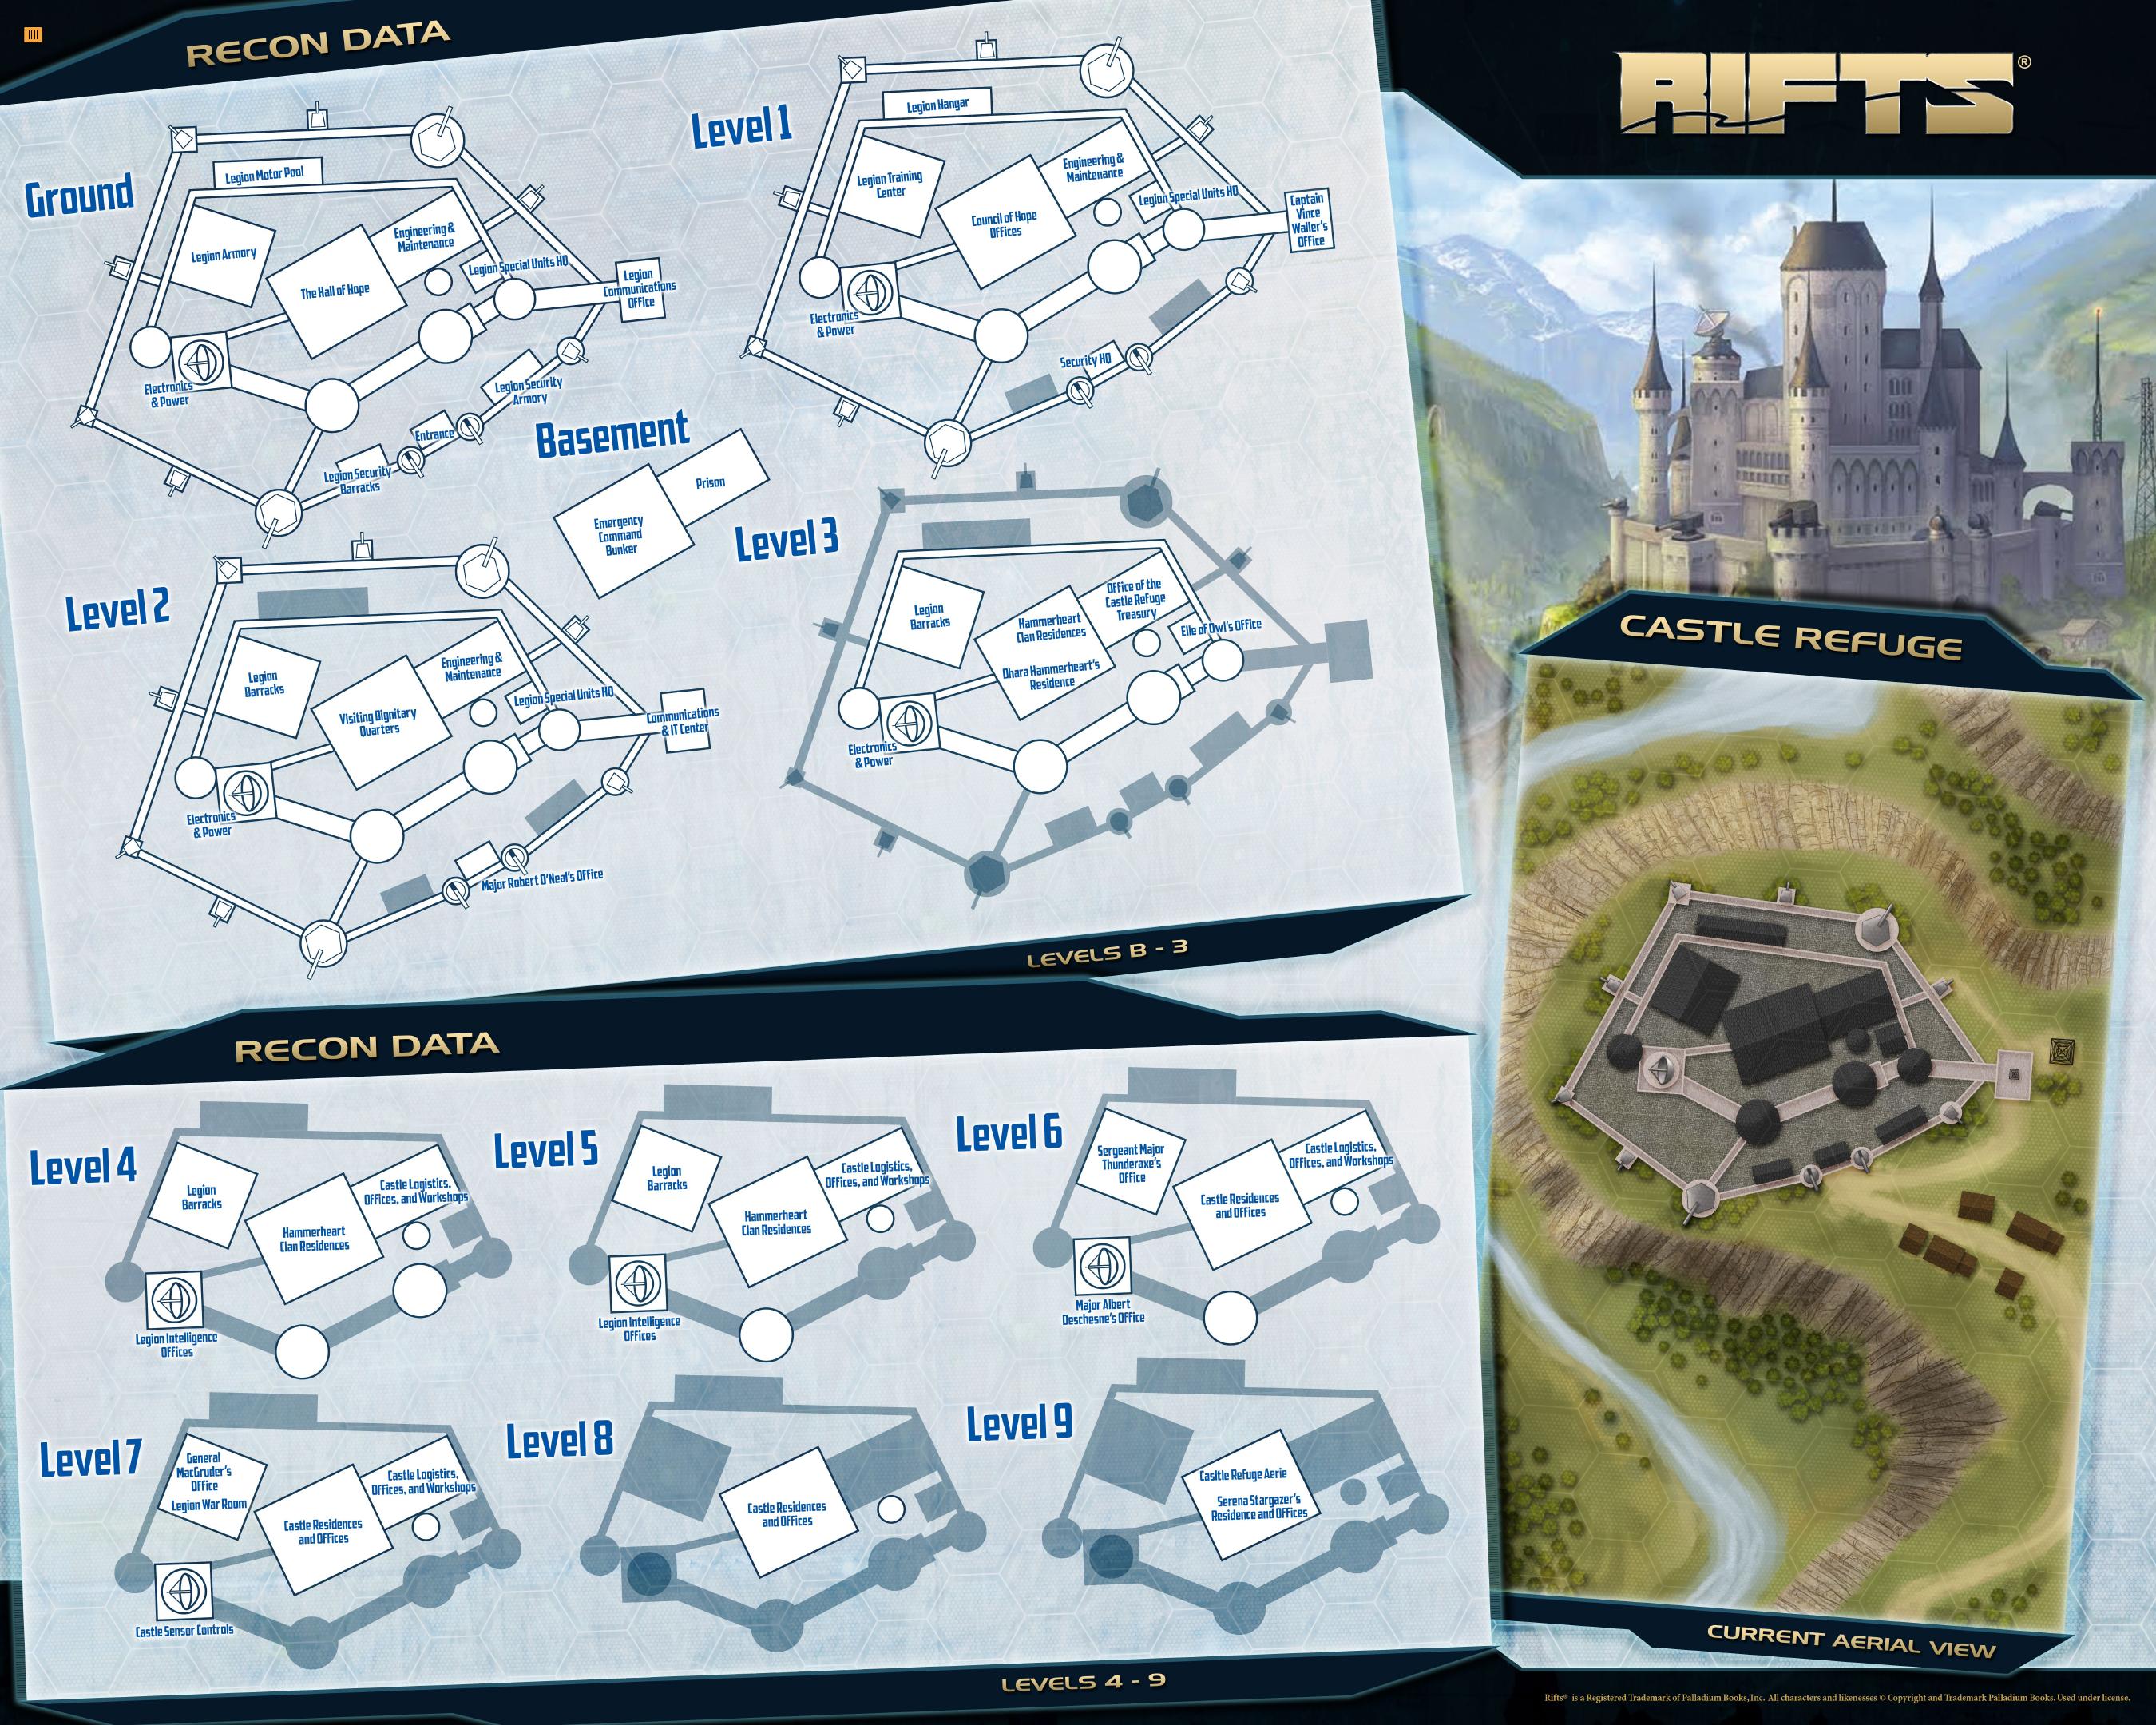 RECON DATA
RIFTS®
Ground
Legion Motor Pool
Legion Armory
The Hall of Hope
Engineering &
Maintenance
Legion Special Units HQ
Legion
Communications
Office
Electronics
& Power
Legion Security
Armory
Entrance
Legion Security
Barracks
Level 1
Legion Hangar
Legion Training
Center
Council of Hope
Offices
Engineering &
Maintenance
Legion Special Units HQ
Captain
Vince
Waller's
Office
Electronics
& Power
Security HQ
Basement
Emergency
Command
Bunker
Prison
Level 2
Legion
Barracks
Visiting Dignitary
Quarters
Engineering &
Maintenance
Legion Special Units HQ
Communications
& IT Center
Electronics
& Power
Major Robert O'Neal's Office
Level 3
Legion
Barracks
Hammerheart
Clan Residences
Dhara Hammerheart's
Residence
Office of the
Castle Refuge
Treasury
Elle of Owl's Office
Electronics
& Power
LEVELS B - 3
CASTLE REFUGE
RECON DATA
Level 4
Legion
Barracks
Hammerheart
Clan Residences
Castle Logistics,
Offices, and Workshops
Legion Intelligence
Offices
Level 5
Legion
Barracks
Hammerheart
Clan Residences
Castle Logistics,
Offices, and Workshops
Legion Intelligence
Offices
Level 6
Sergeant Major
Thunderaxe's
Office
Castle Residences
and Offices
Castle Logistics,
Offices, and Workshops
Major Albert
Deschesne's Office
Level 7
General
MacGruder's
Office
Legion War Room
Castle Residences
and Offices
Castle Logistics,
Offices, and Workshops
Castle Sensor Controls
Level 8
Castle Residences
and Offices
Level 9
Casltle Refuge Aerie
Serena Stargazer's
Residence and Offices
LEVELS 4 - 9
CURRENT AERIAL VIEW
Rifts® is a Registered Trademark of Palladium Books, Inc. All characters and likenesses © Copyright and Trademark Palladium Books. Used under license.